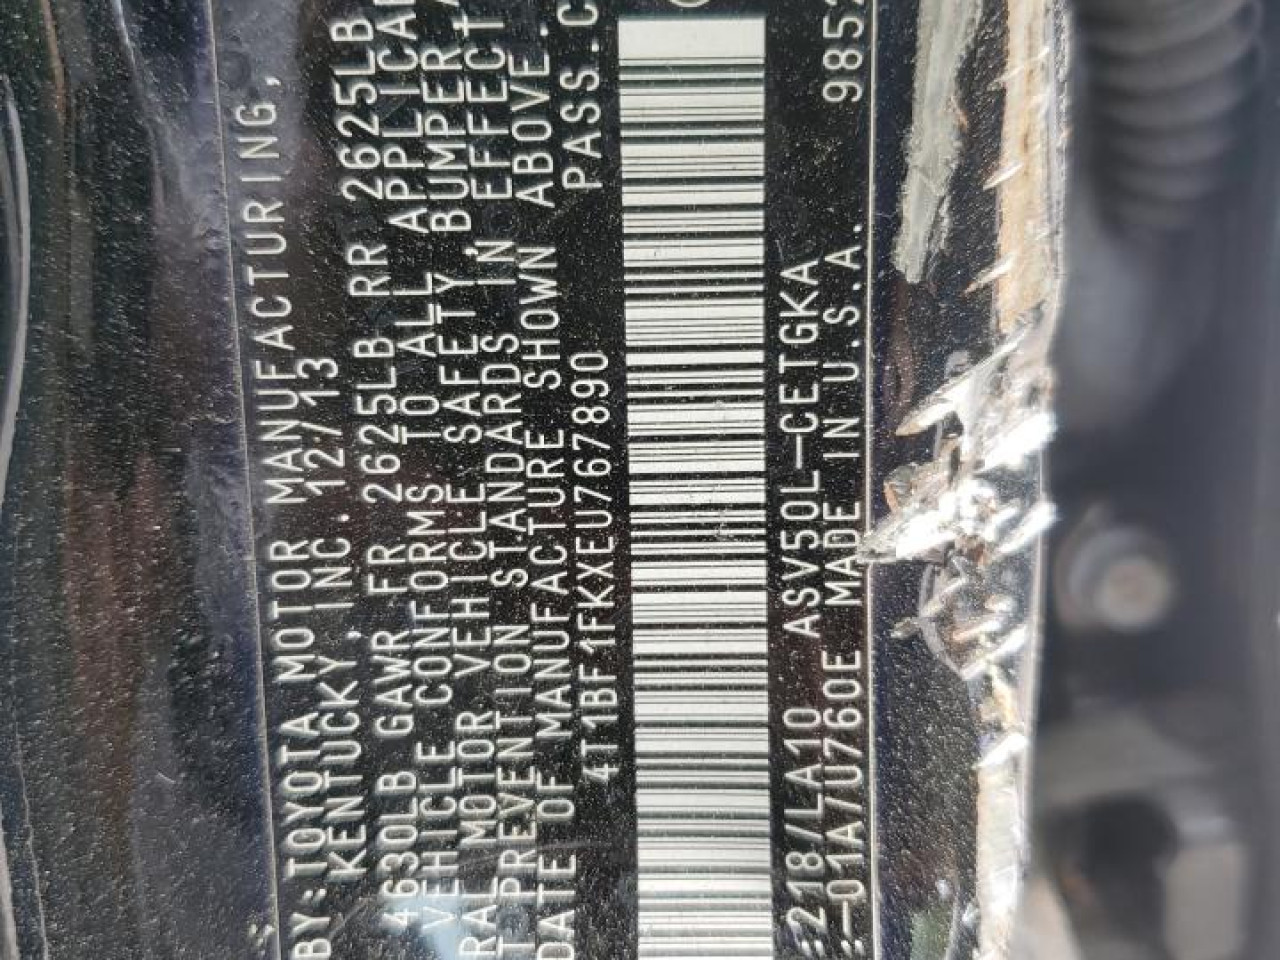 BY:TOYOTA MOTOR MANUFACTURING,
KENTUCKY, INC. 12/13
4630LB GAWR FR 2625LB RR 2625LB
VEHICLE CONFORMS TO ALL APPLICA
RAL MOTOR VEHICLE SAFETY, BUMPER,
T PREVENTION STANDARDS IN EFFECT
DATE OF MANUFACTURE SHOWN ABOVE.
4T1BF1FKXEU767890 PASS.C
:218/LA10 ASV50L-CETGKA
:-01A/U760E MADE IN U.S.A. 985